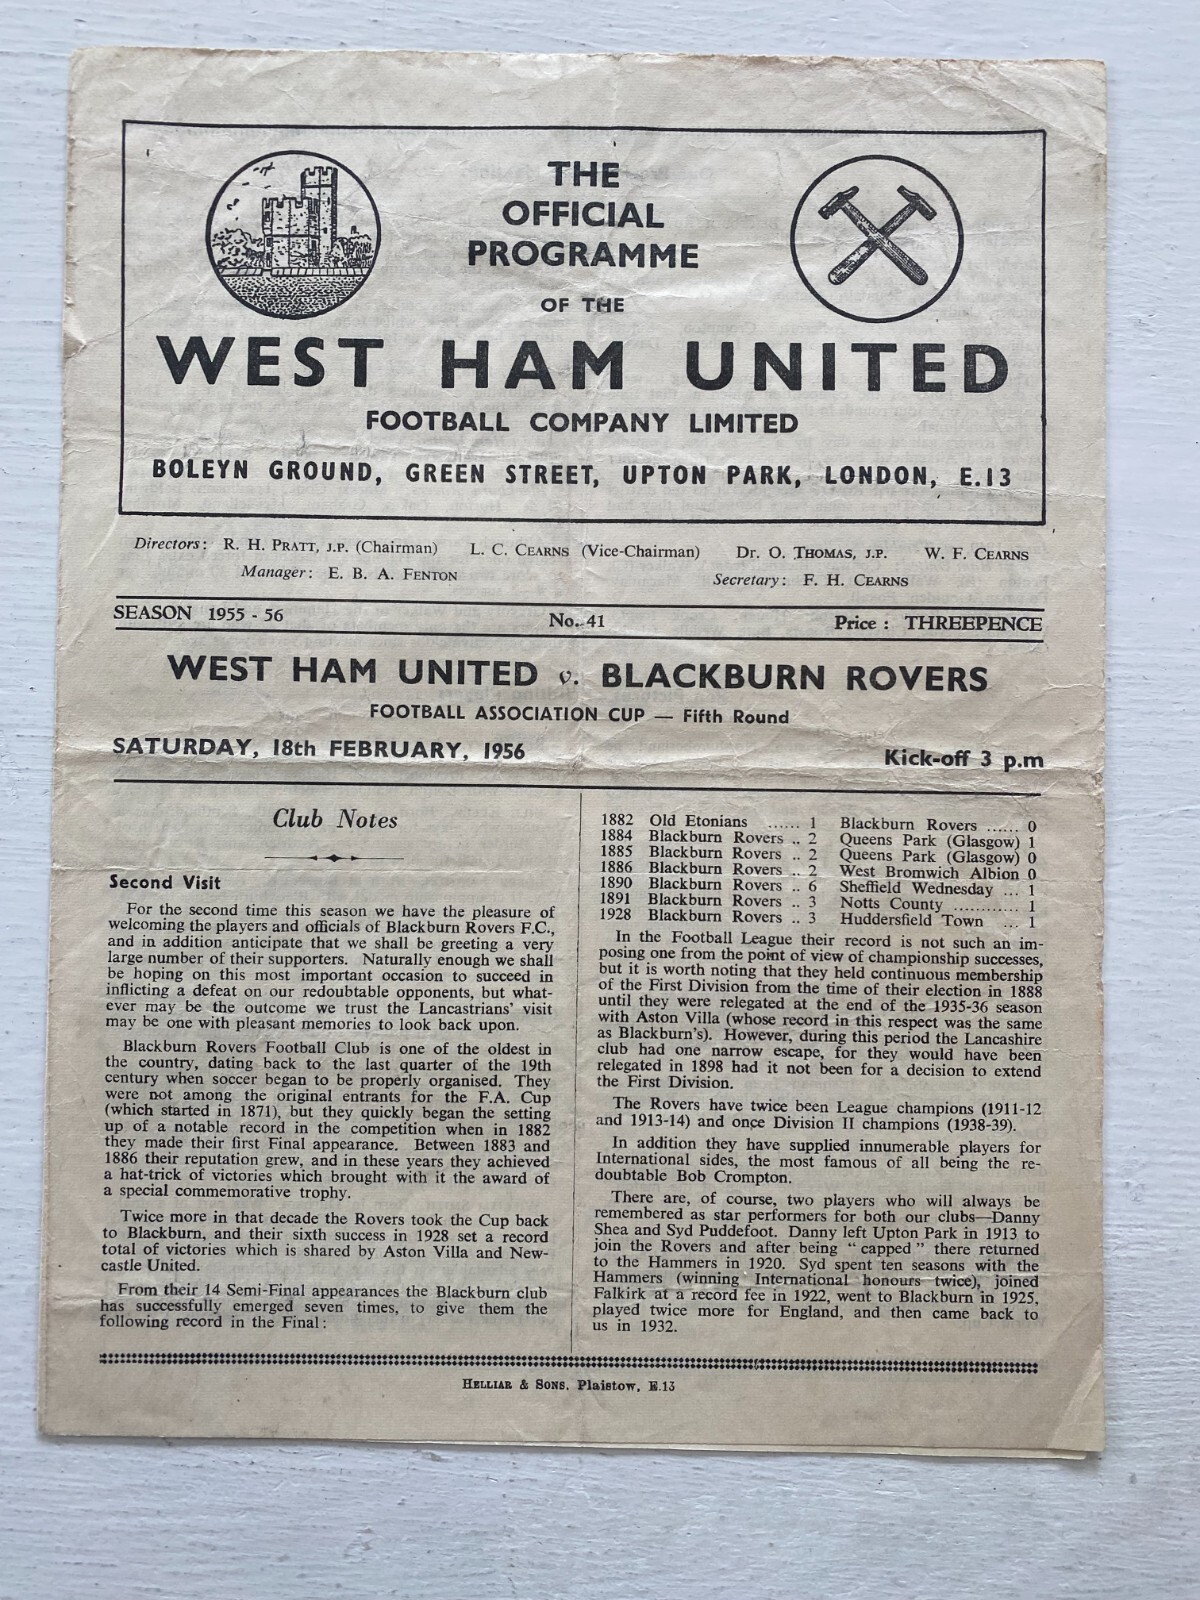 THE
OFFICIAL
PROGRAMME
OF THE
WEST HAM UNITED
FOOTBALL COMPANY LIMITED
BOLEYN GROUND, GREEN STREET, UPTON PARK, LONDON, E.13
Directors: R. H. PRATT, J.P. (Chairman) L. C. CEARNS (Vice-Chairman) Dr. O. THOMAS, J.P. W. F. CEARNS
Manager: E. B. A. FENTON Secretary: F. H. CEARNS
SEASON 1955 - 56 No. 41 Price : THREEPENCE
WEST HAM UNITED v. BLACKBURN ROVERS
FOOTBALL ASSOCIATION CUP — Fifth Round
SATURDAY, 18th FEBRUARY, 1956 Kick-off 3 p.m
Club Notes
Second Visit
For the second time this season we have the pleasure of
welcoming the players and officials of Blackburn Rovers F.C.,
and in addition anticipate that we shall be greeting a very
large number of their supporters. Naturally enough we shall
be hoping on this most important occasion to succeed in
inflicting a defeat on our redoubtable opponents, but what-
ever may be the outcome we trust the Lancastrians' visit
may be one with pleasant memories to look back upon.
Blackburn Rovers Football Club is one of the oldest in
the country, dating back to the last quarter of the 19th
century when soccer began to be properly organised. They
were not among the original entrants for the F.A. Cup
(which started in 1871), but they quickly began the setting
up of a notable record in the competition when in 1882
they made their first Final appearance. Between 1883 and
1886 their reputation grew, and in these years they achieved
a hat-trick of victories which brought with it the award of
a special commemorative trophy.
Twice more in that decade the Rovers took the Cup back
to Blackburn, and their sixth success in 1928 set a record
total of victories which is shared by Aston Villa and New-
castle United.
From their 14 Semi-Final appearances the Blackburn club
has successfully emerged seven times, to give them the
following record in the Final :
1882 Old Etonians ...... 1 Blackburn Rovers ...... 0
1884 Blackburn Rovers .. 2 Queens Park (Glasgow) 1
1885 Blackburn Rovers .. 2 Queens Park (Glasgow) 0
1886 Blackburn Rovers .. 2 West Bromwich Albion 0
1890 Blackburn Rovers .. 6 Sheffield Wednesday ... 1
1891 Blackburn Rovers .. 3 Notts County ............ 1
1928 Blackburn Rovers .. 3 Huddersfield Town ... 1
In the Football League their record is not such an im-
posing one from the point of view of championship successes,
but it is worth noting that they held continuous membership
of the First Division from the time of their election in 1888
until they were relegated at the end of the 1935-36 season
with Aston Villa (whose record in this respect was the same
as Blackburn's). However, during this period the Lancashire
club had one narrow escape, for they would have been
relegated in 1898 had it not been for a decision to extend
the First Division.
The Rovers have twice been League champions (1911-12
and 1913-14) and once Division II champions (1938-39).
In addition they have supplied innumerable players for
International sides, the most famous of all being the re-
doubtable Bob Crompton.
There are, of course, two players who will always be
remembered as star performers for both our clubs—Danny
Shea and Syd Puddefoot. Danny left Upton Park in 1913 to
join the Rovers and after being " capped " there returned
to the Hammers in 1920. Syd spent ten seasons with the
Hammers (winning International honours twice), joined
Falkirk at a record fee in 1922, went to Blackburn in 1925,
played twice more for England, and then came back to
us in 1932.
HELLIAR & SONS. Plaistow, E.13